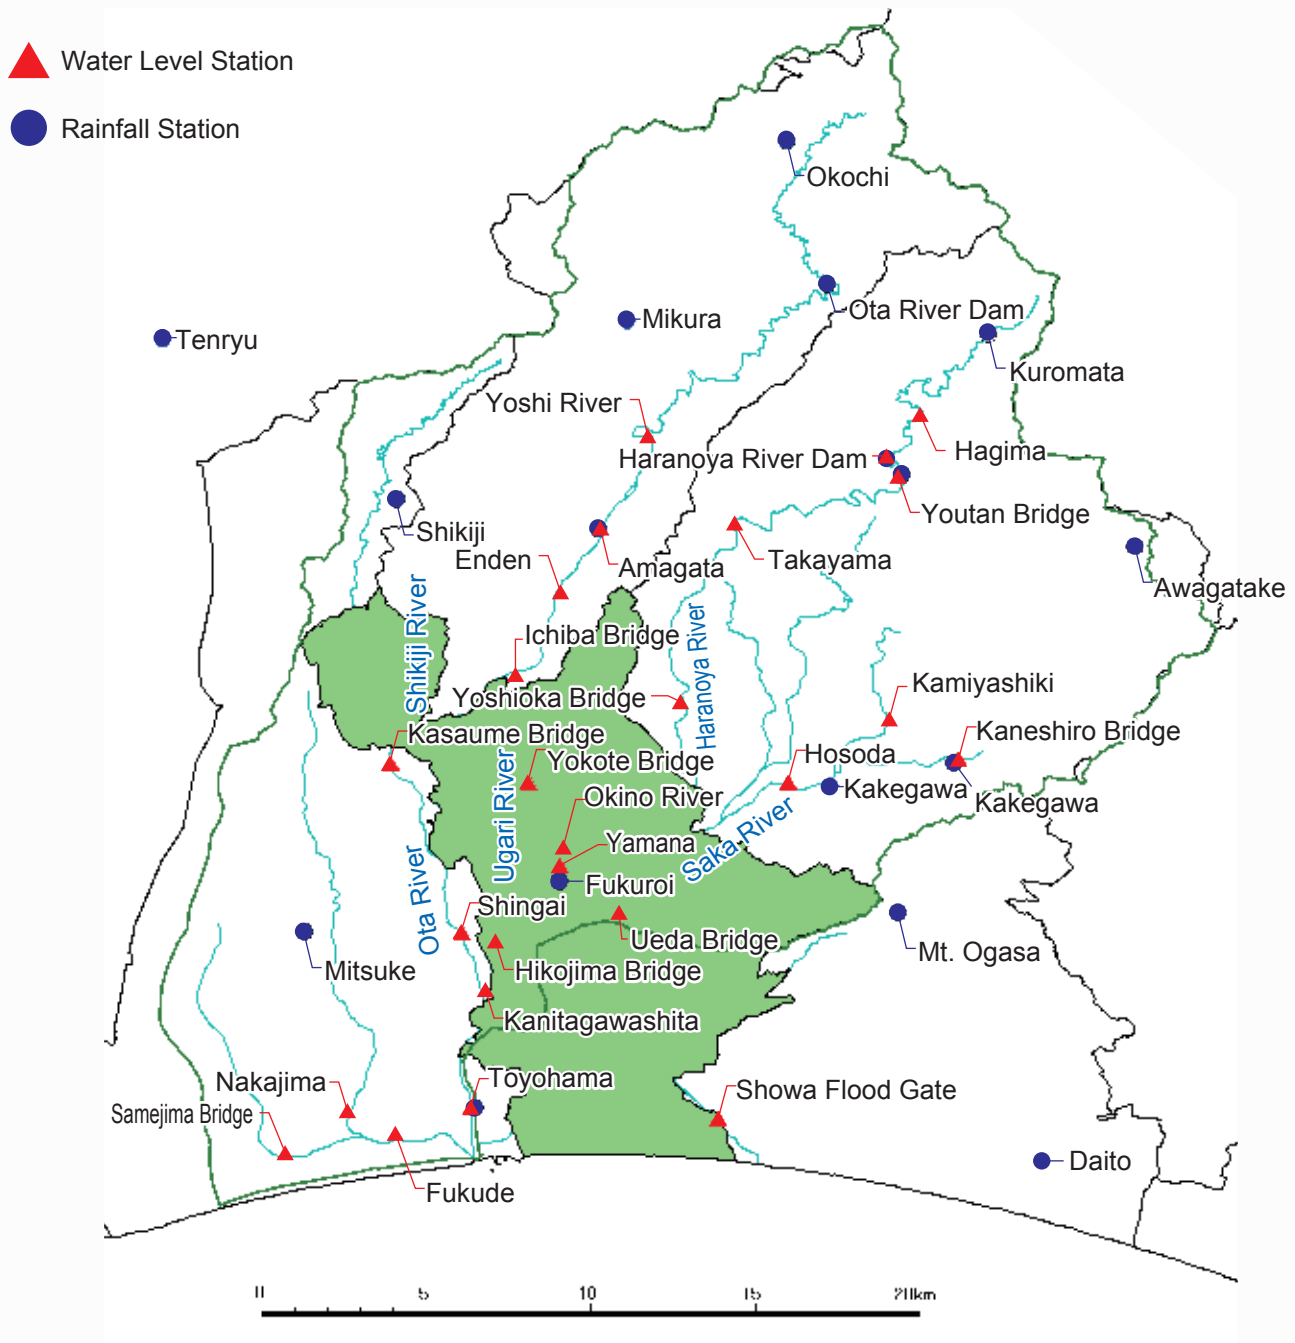 Water Level Station
Rainfall Station
Okochi
Ota River Dam
Mikura
Tenryu
Kuromata
Yoshi River
Hagima
Haranoya River Dam
Youtan Bridge
Shikiji
Enden
Amagata
Takayama
Awagatake
Shikiji River
Ichiba Bridge
Haranoya River
Yoshioka Bridge
Kamiyashiki
Kasaume Bridge
Kaneshiro Bridge
Yokote Bridge
Hosoda
Ugari River
Okino River
Kakegawa
Kakegawa
Yamana
Saka River
Fukuroi
Ota River
Shingai
Ueda Bridge
Mt. Ogasa
Mitsuke
Hikojima Bridge
Kanitagawashita
Nakajima
Toyohama
Showa Flood Gate
Samejima Bridge
Daito
Fukude
5
10
15
20km